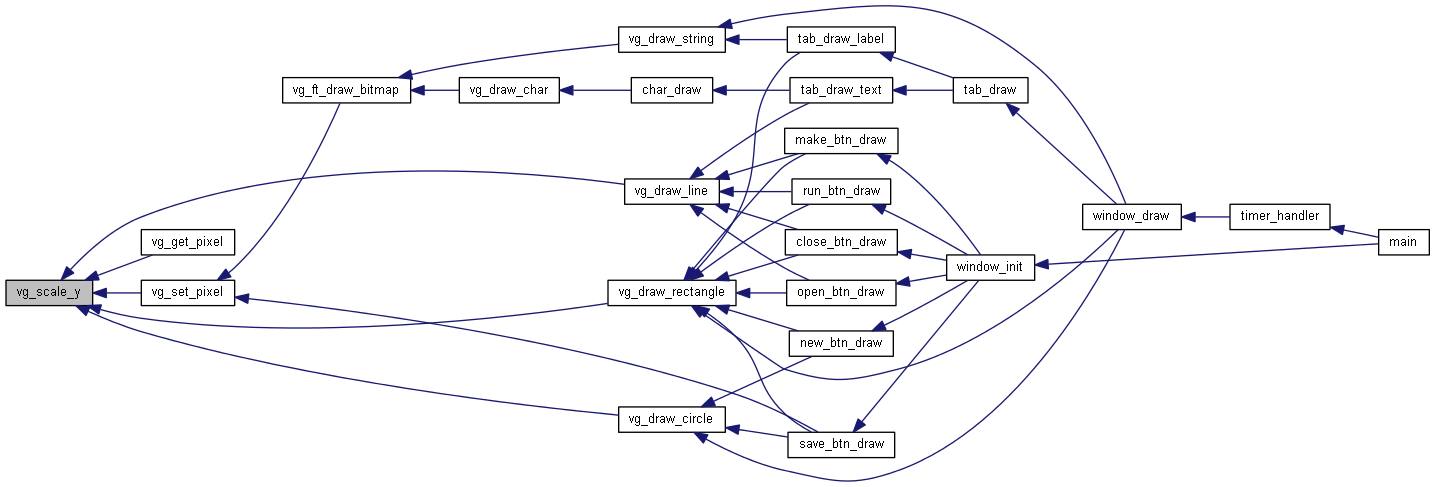 vg_draw_string
tab_draw_label
vg_ft_draw_bitmap
vg_draw_char
char_draw
tab_draw_text
tab_draw
make_btn_draw
vg_draw_line
run_btn_draw
window_draw
timer_handler
vg_get_pixel
close_btn_draw
main
window_init
vg_scale_y
vg_set_pixel
vg_draw_rectangle
open_btn_draw
new_btn_draw
vg_draw_circle
save_btn_draw